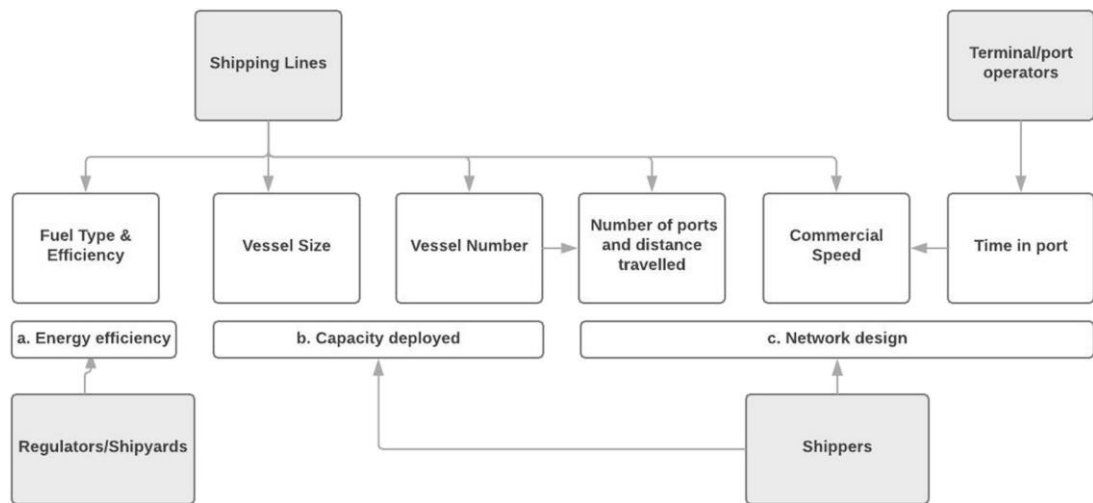 Shipping Lines
Terminal/port
operators
Fuel Type &
Efficiency
Vessel Size
Vessel Number
Number of ports
and distance
travelled
Commercial
Speed
Time in port
a. Energy efficiency
b. Capacity deployed
c. Network design
Regulators/Shipyards
Shippers